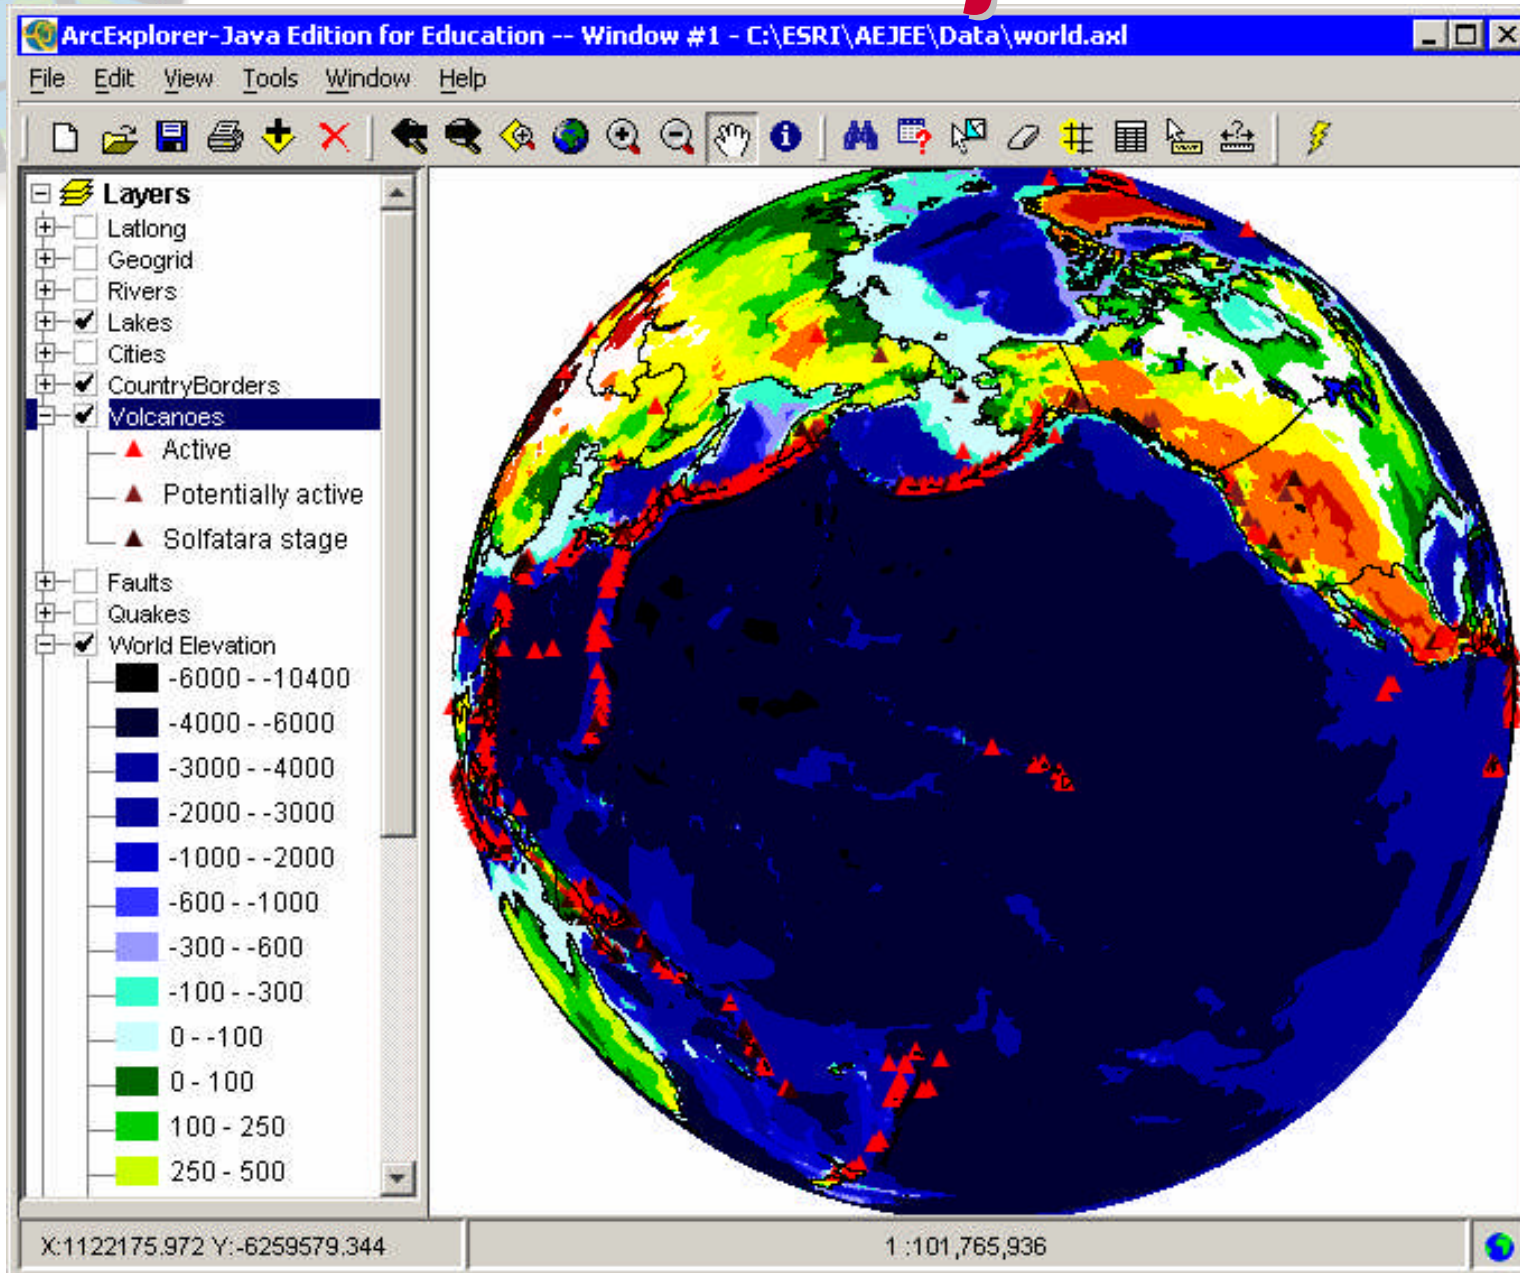 ArcExplorer-Java Edition for Education -- Window #1 - C:\ESRI\AEJEE\Data\world.axl
File Edit View Tools Window Help
Layers
Latlong
Geogrid
Rivers
Lakes
Cities
CountryBorders
Volcanoes
Active
Potentially active
Solfatara stage
Faults
Quakes
World Elevation
-6000 - -10400
-4000 - -6000
-3000 - -4000
-2000 - -3000
-1000 - -2000
-600 - -1000
-300 - -600
-100 - -300
0 - -100
0 - 100
100 - 250
250 - 500
X:1122175.972 Y:-6259579.344
1 :101,765,936